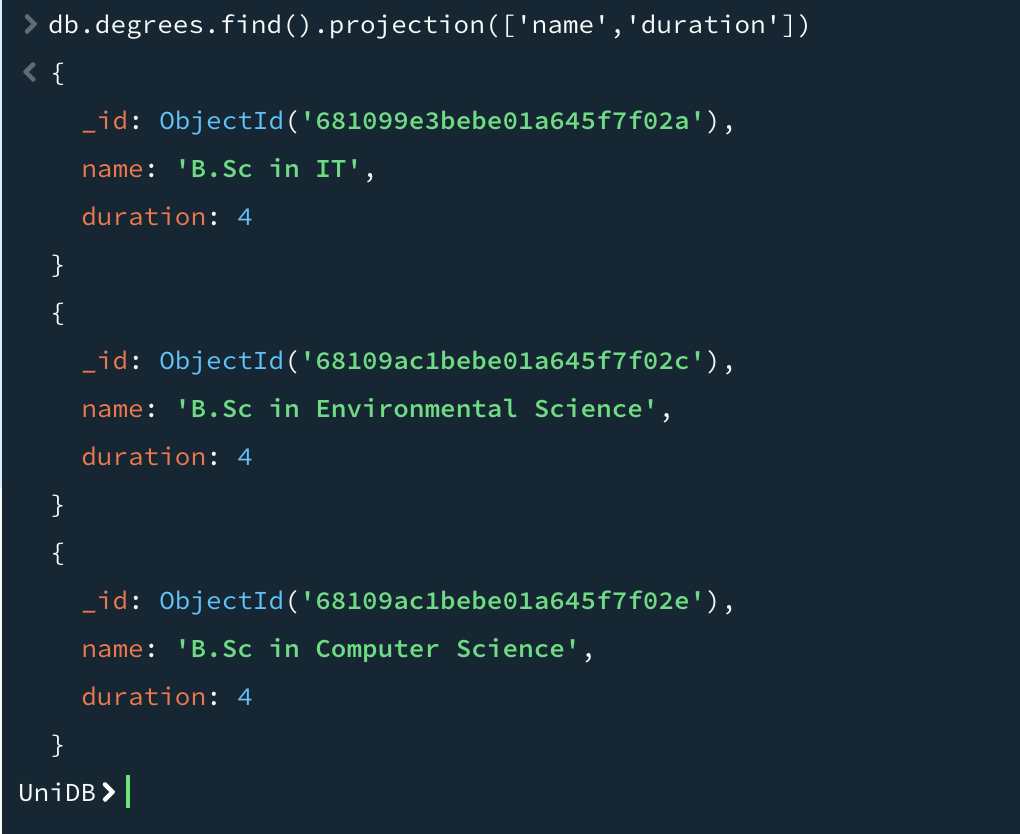 > db.degrees.find().projection(['name','duration'])
< {
_id: ObjectId('681099e3bebe01a645f7f02a'),
name: 'B.Sc in IT',
duration: 4
}
{
_id: ObjectId('68109ac1bebe01a645f7f02c'),
name: 'B.Sc in Environmental Science',
duration: 4
}
{
_id: ObjectId('68109ac1bebe01a645f7f02e'),
name: 'B.Sc in Computer Science',
duration: 4
}
UniDB>